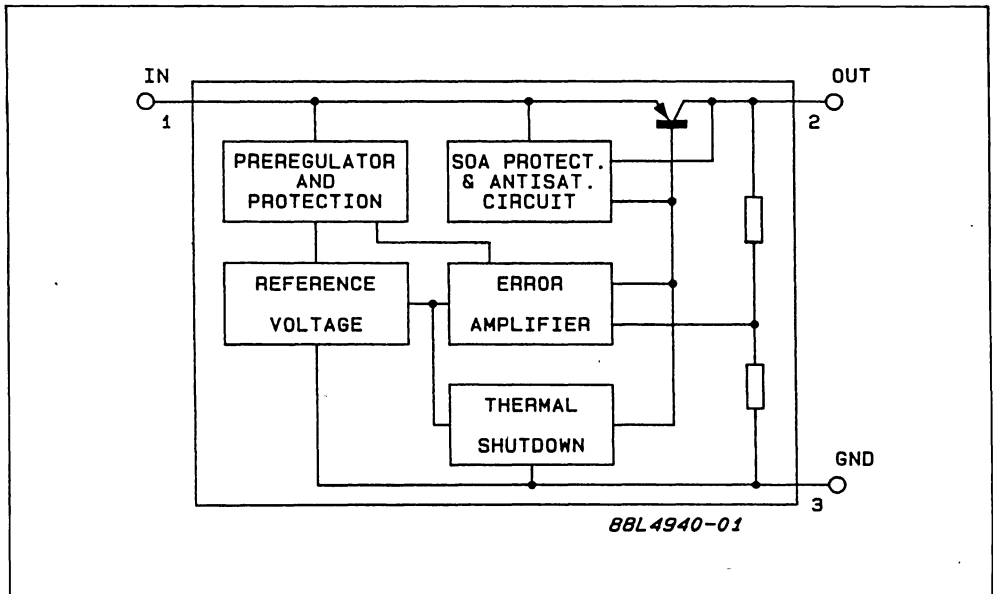 IN
OUT
1
2
PREREGULATOR
AND
PROTECTION
SOA PROTECT.
& ANTISAT.
CIRCUIT
REFERENCE
VOLTAGE
ERROR
AMPLIFIER
THERMAL
SHUTDOWN
GND
3
88L4940-01